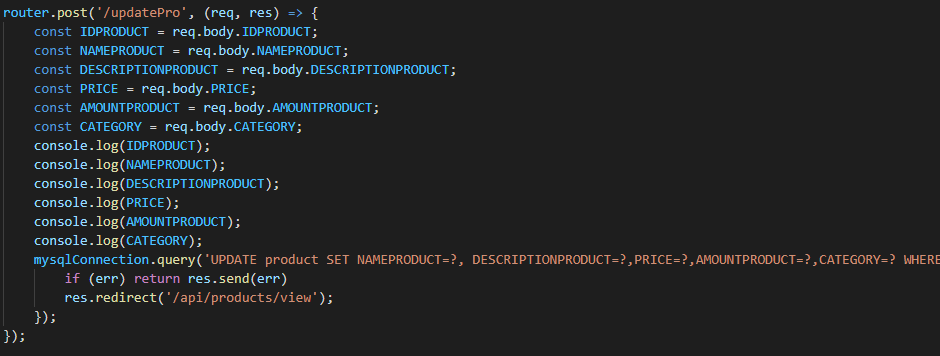 router.post('/updatePro', (req, res) => {
    const IDPRODUCT = req.body.IDPRODUCT;
    const NAMEPRODUCT = req.body.NAMEPRODUCT;
    const DESCRIPTIONPRODUCT = req.body.DESCRIPTIONPRODUCT;
    const PRICE = req.body.PRICE;
    const AMOUNTPRODUCT = req.body.AMOUNTPRODUCT;
    const CATEGORY = req.body.CATEGORY;
    console.log(IDPRODUCT);
    console.log(NAMEPRODUCT);
    console.log(DESCRIPTIONPRODUCT);
    console.log(PRICE);
    console.log(AMOUNTPRODUCT);
    console.log(CATEGORY);
    mysqlConnection.query('UPDATE product SET NAMEPRODUCT=?, DESCRIPTIONPRODUCT=?,PRICE=?,AMOUNTPRODUCT=?,CATEGORY=? WHERE
        if (err) return res.send(err)
        res.redirect('/api/products/view');
    });
});